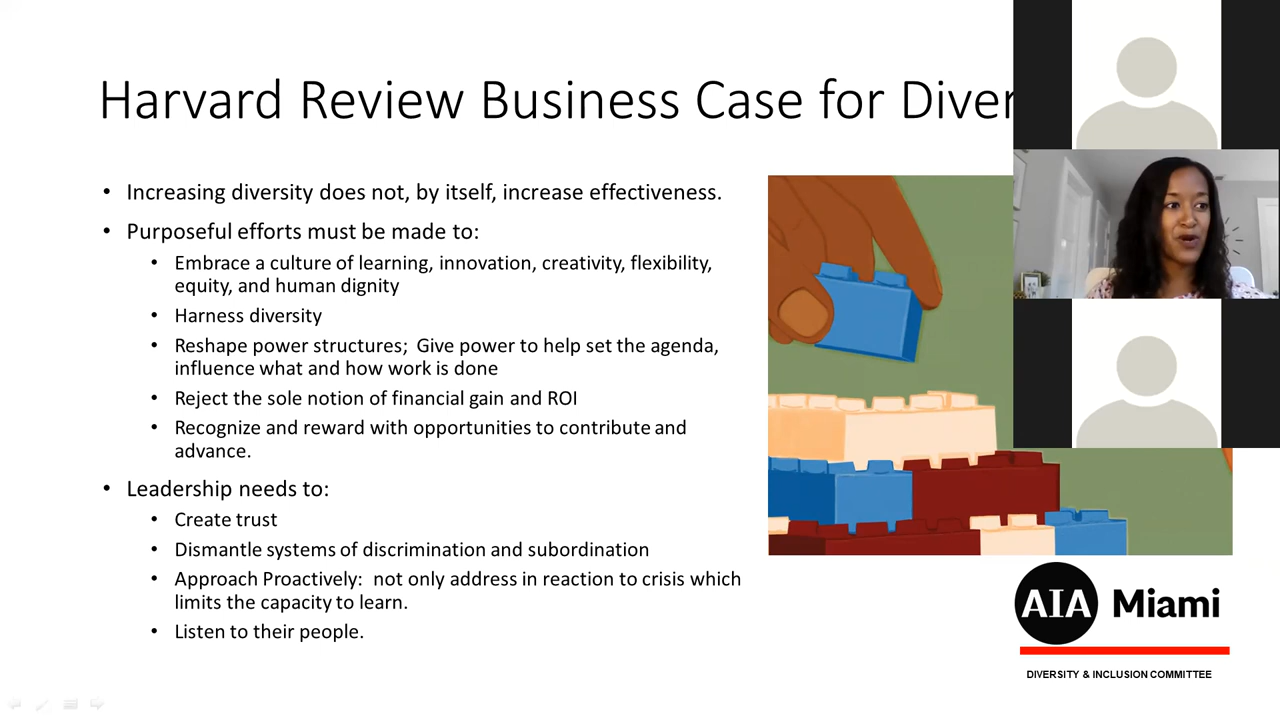 Harvard Review Business Case for Diver
• Increasing diversity does not, by itself, increase effectiveness.
• Purposeful efforts must be made to:
• Embrace a culture of learning, innovation, creativity, flexibility,
equity, and human dignity
• Harness diversity
• Reshape power structures;  Give power to help set the agenda,
influence what and how work is done
• Reject the sole notion of financial gain and ROI
• Recognize and reward with opportunities to contribute and
advance.
• Leadership needs to:
• Create trust
• Dismantle systems of discrimination and subordination
• Approach Proactively:  not only address in reaction to crisis which
limits the capacity to learn.
• Listen to their people.
AIA Miami
DIVERSITY & INCLUSION COMMITTEE